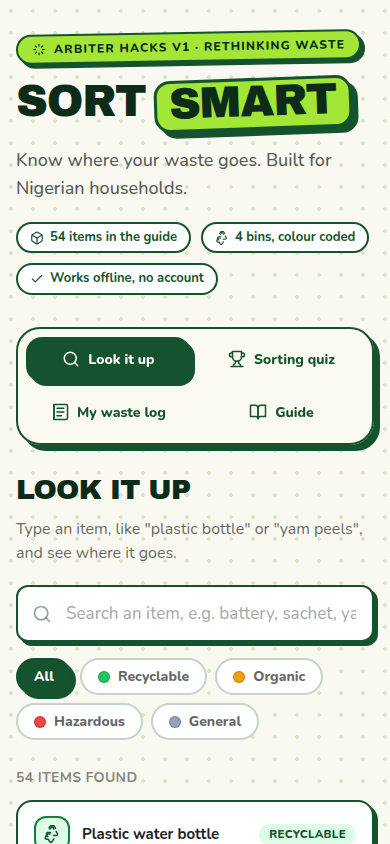 ARBITER HACKS V1 · RETHINKING WASTE
SORT SMART
Know where your waste goes. Built for
Nigerian households.
54 items in the guide
4 bins, colour coded
Works offline, no account
Look it up
Sorting quiz
My waste log
Guide
LOOK IT UP
Type an item, like "plastic bottle" or "yam peels",
and see where it goes.
Search an item, e.g. battery, sachet, ya
All
Recyclable
Organic
Hazardous
General
54 ITEMS FOUND
Plastic water bottle
RECYCLABLE